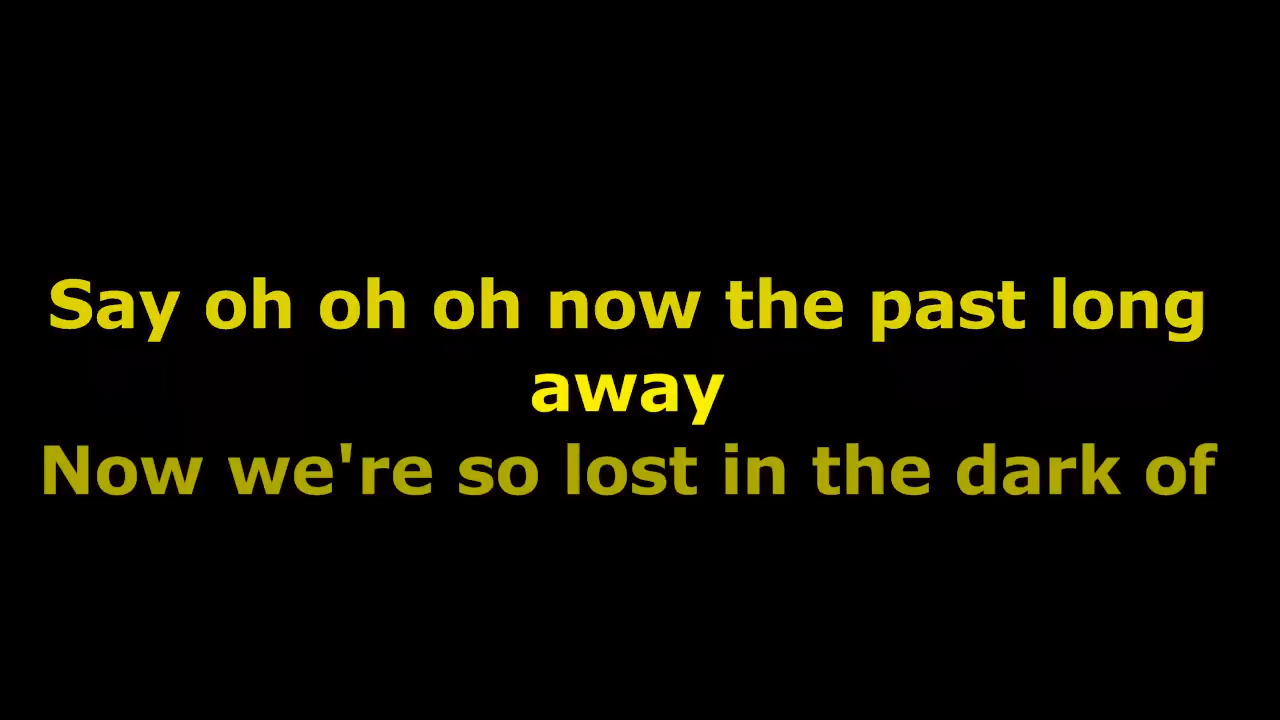 Say oh oh oh now the past long
away
Now we're so lost in the dark of